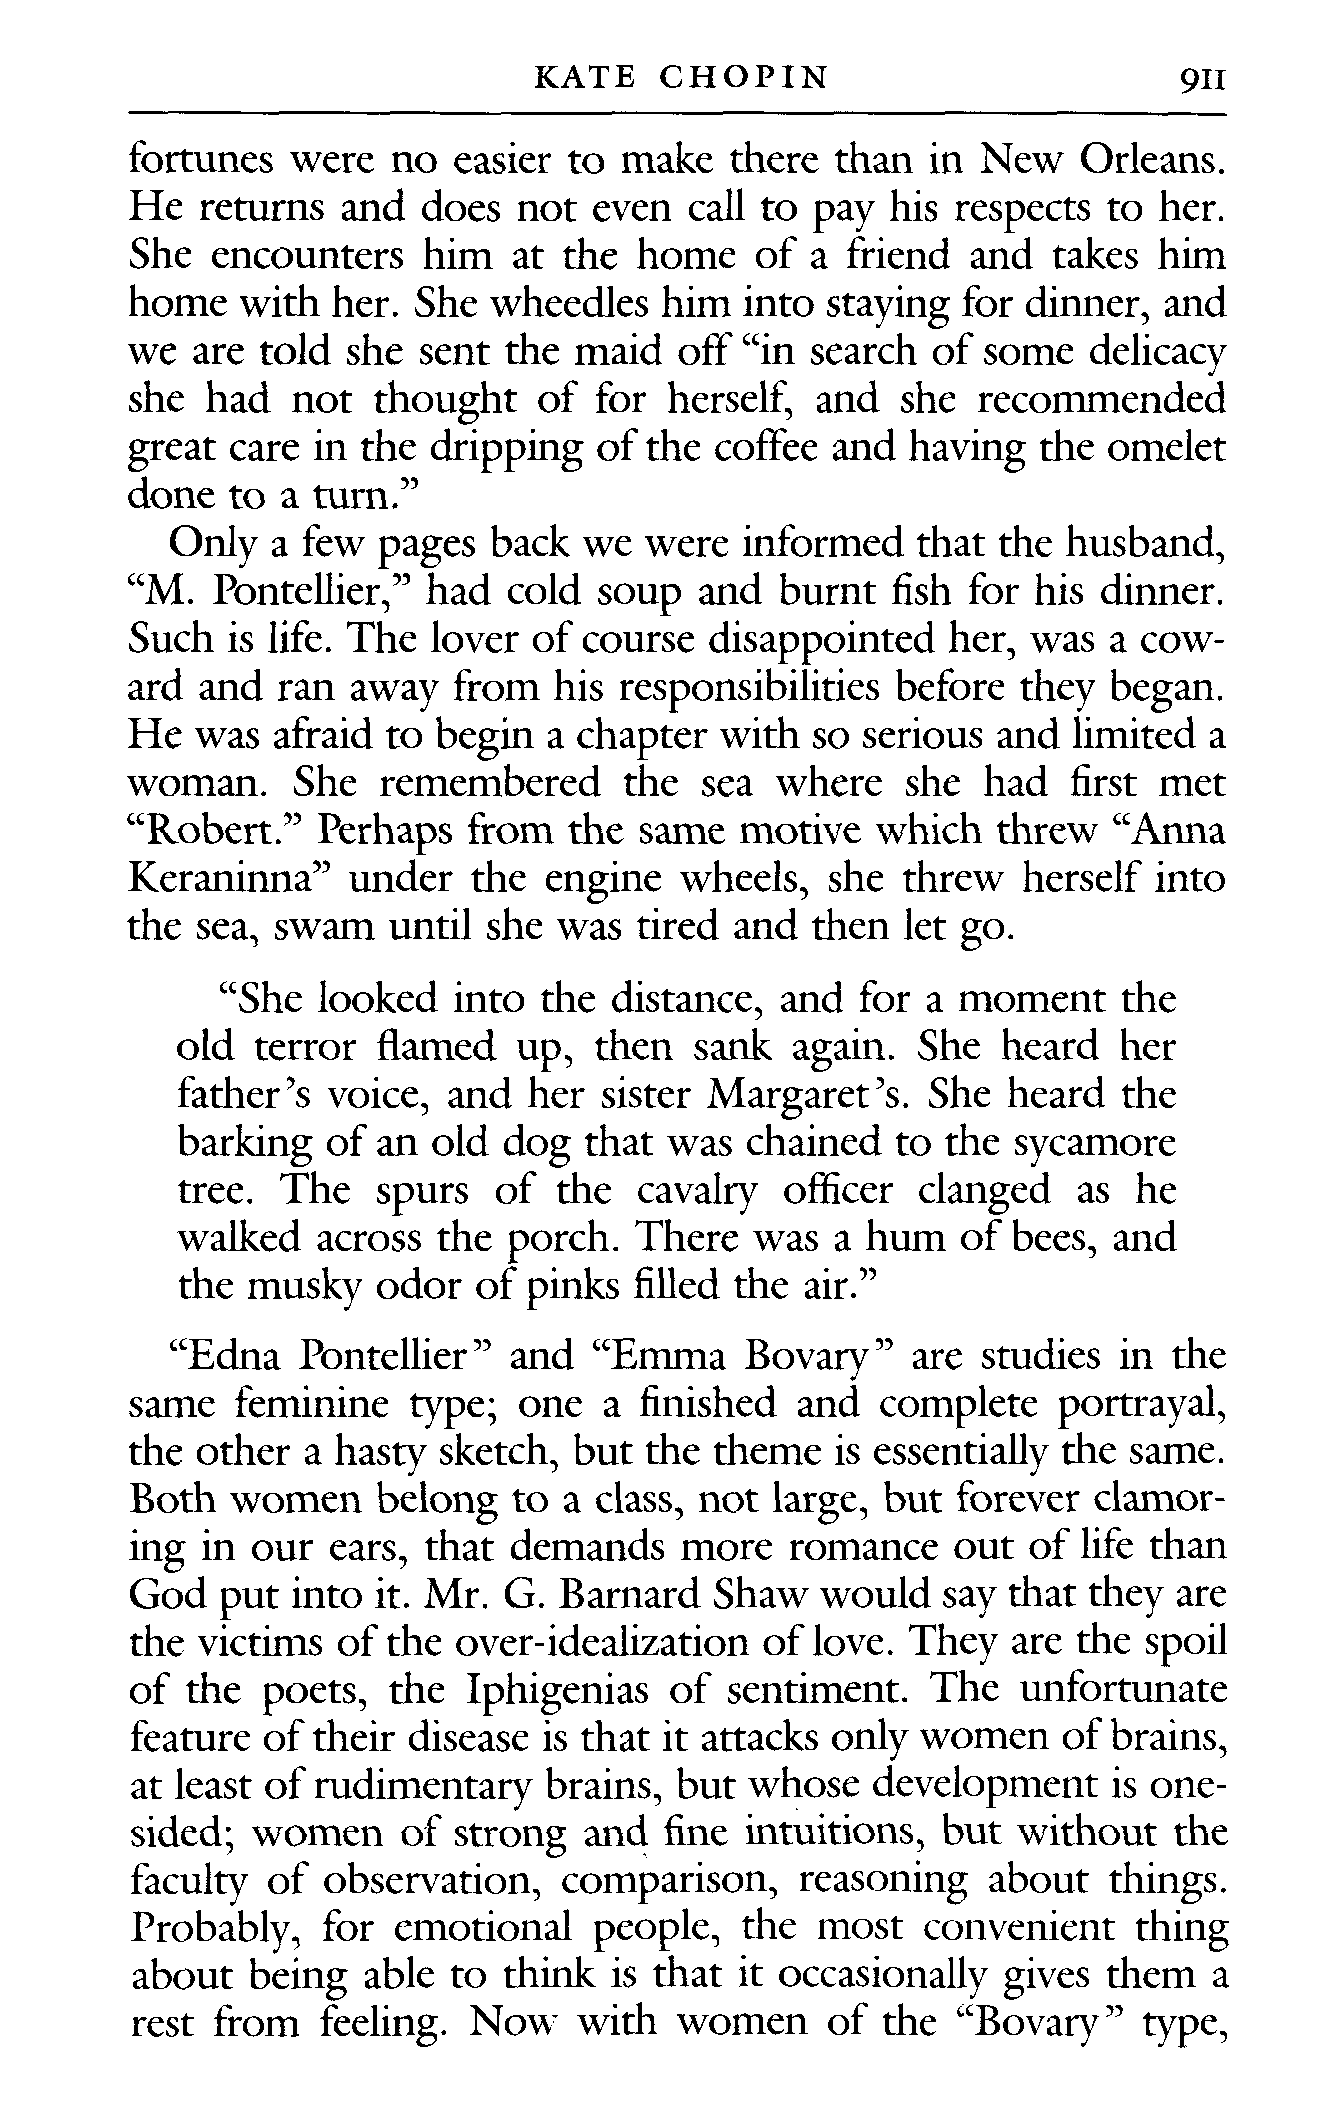 KATE CHOPIN 911
fortunes were no easier to make there than in New Orleans.
He returns and does not even call to pay his respects to her.
She encounters him at the home of a friend and takes him
home with her. She wheedles him into staying for dinner, and
we are told she sent the maid off “in search of some delicacy
she had not thought of for herself, and she recommended
great care in the dripping of the coffee and having the omelet
done to a turn.”
Only a few pages back we were informed that the husband,
“M. Pontellier,” had cold soup and burnt fish for his dinner.
Such is life. The lover of course disappointed her, was a cow-
ard and ran away from his responsibilities before they began.
He was afraid to begin a chapter with so serious and limited a
woman. She remembered the sea where she had first met
“Robert.” Perhaps from the same motive which threw “Anna
Keraninna” under the engine wheels, she threw herself into
the sea, swam until she was tired and then let go.
“She looked into the distance, and for a moment the
old terror flamed up, then sank again. She heard her
father’s voice, and her sister Margaret’s. She heard the
barking of an old dog that was chained to the sycamore
tree. The spurs of the cavalry officer clanged as he
walked across the porch. There was a hum of bees, and
the musky odor of pinks filled the air.”
“Edna Pontellier” and “Emma Bovary” are studies in the
same feminine type; one a finished and complete portrayal,
the other a hasty sketch, but the theme is essentially the same.
Both women belong to a class, not large, but forever clamor-
ing in our ears, that demands more romance out of life than
God put into it. Mr. G. Barnard Shaw would say that they are
the victims of the over-idealization of love. They are the spoil
of the poets, the Iphigenias of sentiment. The unfortunate
feature of their disease is that it attacks only women of brains,
at least of rudimentary brains, but whose development is one-
sided; women of strong and fine intuitions, but without the
faculty of observation, comparison, reasoning about things.
Probably, for emotional people, the most convenient thing
about being able to think is that it occasionally gives them a
rest from feeling. Now with women of the “Bovary” type,